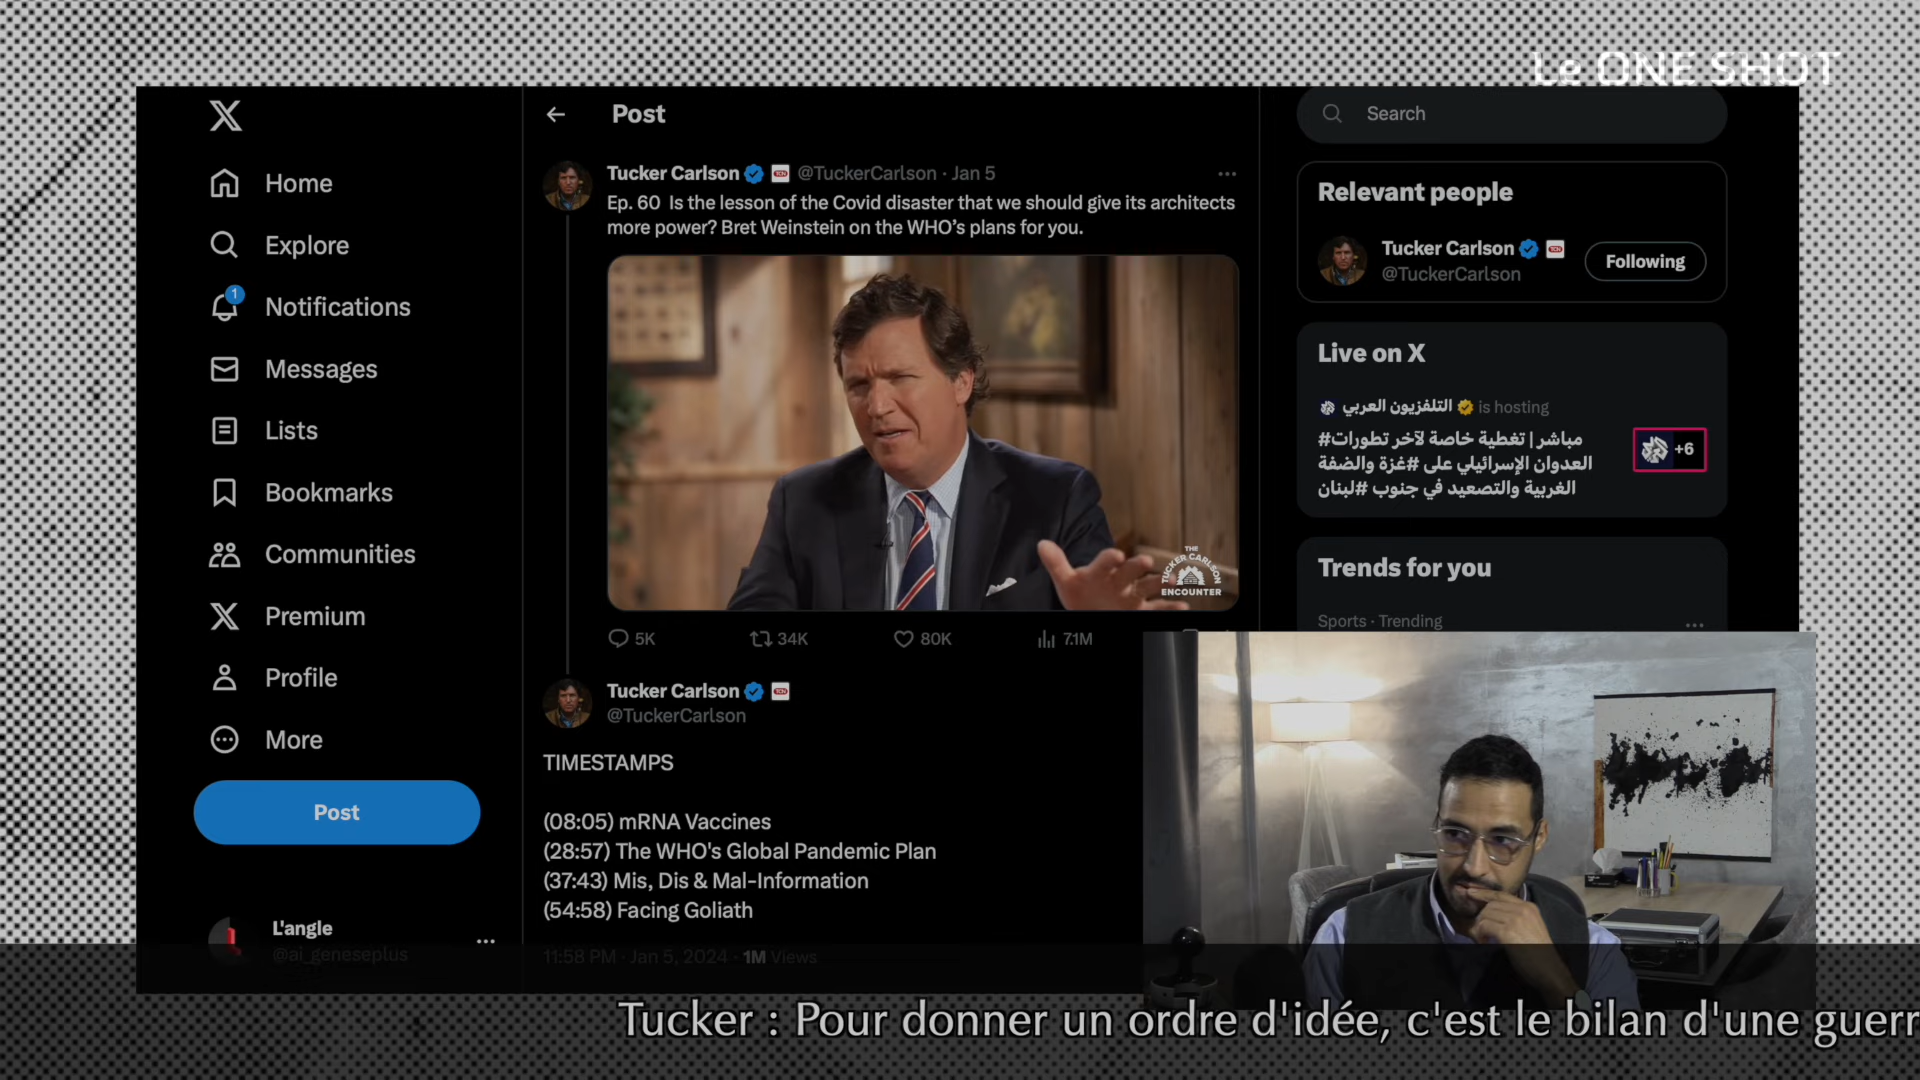 Le ONE SHOT
Home
Explore
1
Notifications
Messages
Lists
Bookmarks
Communities
Premium
Profile
More
Post
L'angle
@ai_geneseplus
Post
Tucker Carlson @TuckerCarlson · Jan 5
Ep. 60 Is the lesson of the Covid disaster that we should give its architects
more power? Bret Weinstein on the WHO's plans for you.
THE
TUCKER CARLSON
ENCOUNTER
5K 34K 80K 7.1M
Tucker Carlson
@TuckerCarlson
TIMESTAMPS
(08:05) mRNA Vaccines
(28:57) The WHO's Global Pandemic Plan
(37:43) Mis, Dis & Mal-Information
(54:58) Facing Goliath
11:58 PM · Jan 5, 2024 · 1M Views
Search
Relevant people
Tucker Carlson
@TuckerCarlson
Following
Live on X
التلفزيون العربي is hosting
مباشر | تغطية خاصة لآخر تطورات#
العدوان الإسرائيلي على #غزة والضفة
الغربية والتصعيد في جنوب #لبنان
+6
Trends for you
Sports · Trending
Tucker : Pour donner un ordre d'idée, c'est le bilan d'une guerr